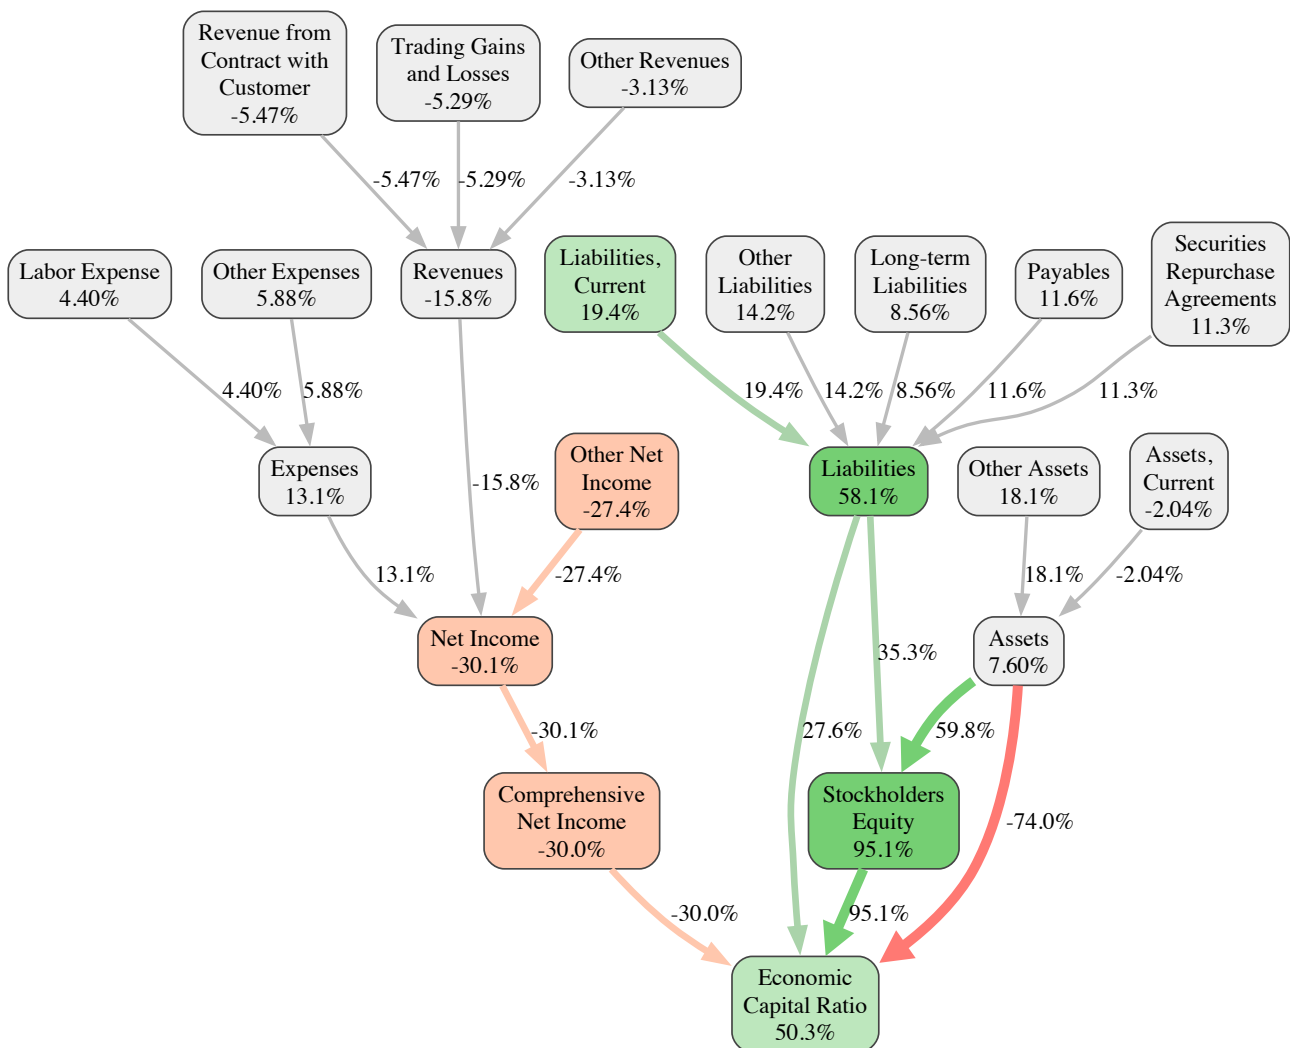 Revenue from
Contract with
Customer
-5.47%
Trading Gains
and Losses
-5.29%
Other Revenues
-3.13%
-5.47%
-5.29%
-3.13%
Labor Expense
4.40%
Other Expenses
5.88%
Revenues
-15.8%
Liabilities,
Current
19.4%
Other
Liabilities
14.2%
Long-term
Liabilities
8.56%
Payables
11.6%
Securities
Repurchase
Agreements
11.3%
4.40%
5.88%
19.4%
14.2%
8.56%
11.6%
11.3%
Expenses
13.1%
-15.8%
Other Net
Income
-27.4%
Liabilities
58.1%
Other Assets
18.1%
Assets,
Current
-2.04%
13.1%
-27.4%
18.1%
-2.04%
Net Income
-30.1%
35.3%
Assets
7.60%
-30.1%
27.6%
59.8%
Comprehensive
Net Income
-30.0%
Stockholders
Equity
95.1%
-74.0%
-30.0%
95.1%
Economic
Capital Ratio
50.3%